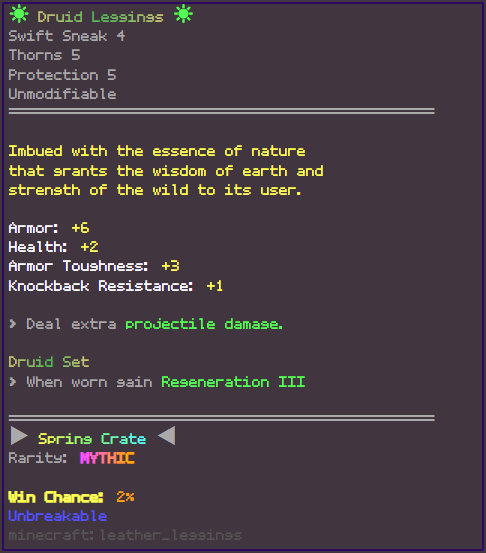 ☀ Druid Leggings ☀
Swift Sneak 4
Thorns 5
Protection 5
Unmodifiable
Imbued with the essence of nature
that grants the wisdom of earth and
strength of the wild to its user.
Armor: +6
Health: +2
Armor Toughness: +3
Knockback Resistance: +1
> Deal extra projectile damage.
Druid Set
> When worn gain Regeneration III
▶ Spring Crate ◀
Rarity: MYTHIC
Win Chance: 2%
Unbreakable
minecraft:leather_leggings